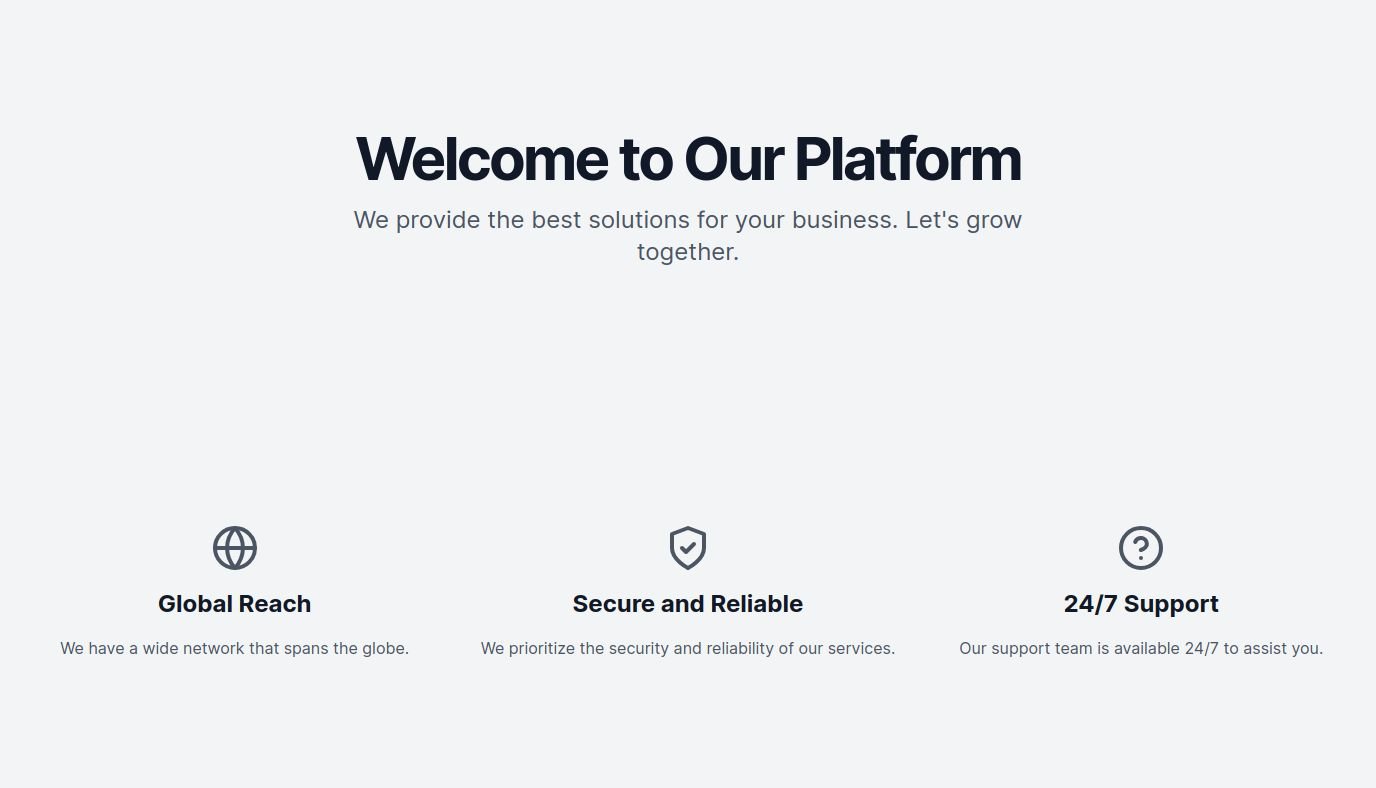 Welcome to Our Platform
We provide the best solutions for your business. Let's grow
together.
Global Reach
We have a wide network that spans the globe.
Secure and Reliable
We prioritize the security and reliability of our services.
24/7 Support
Our support team is available 24/7 to assist you.